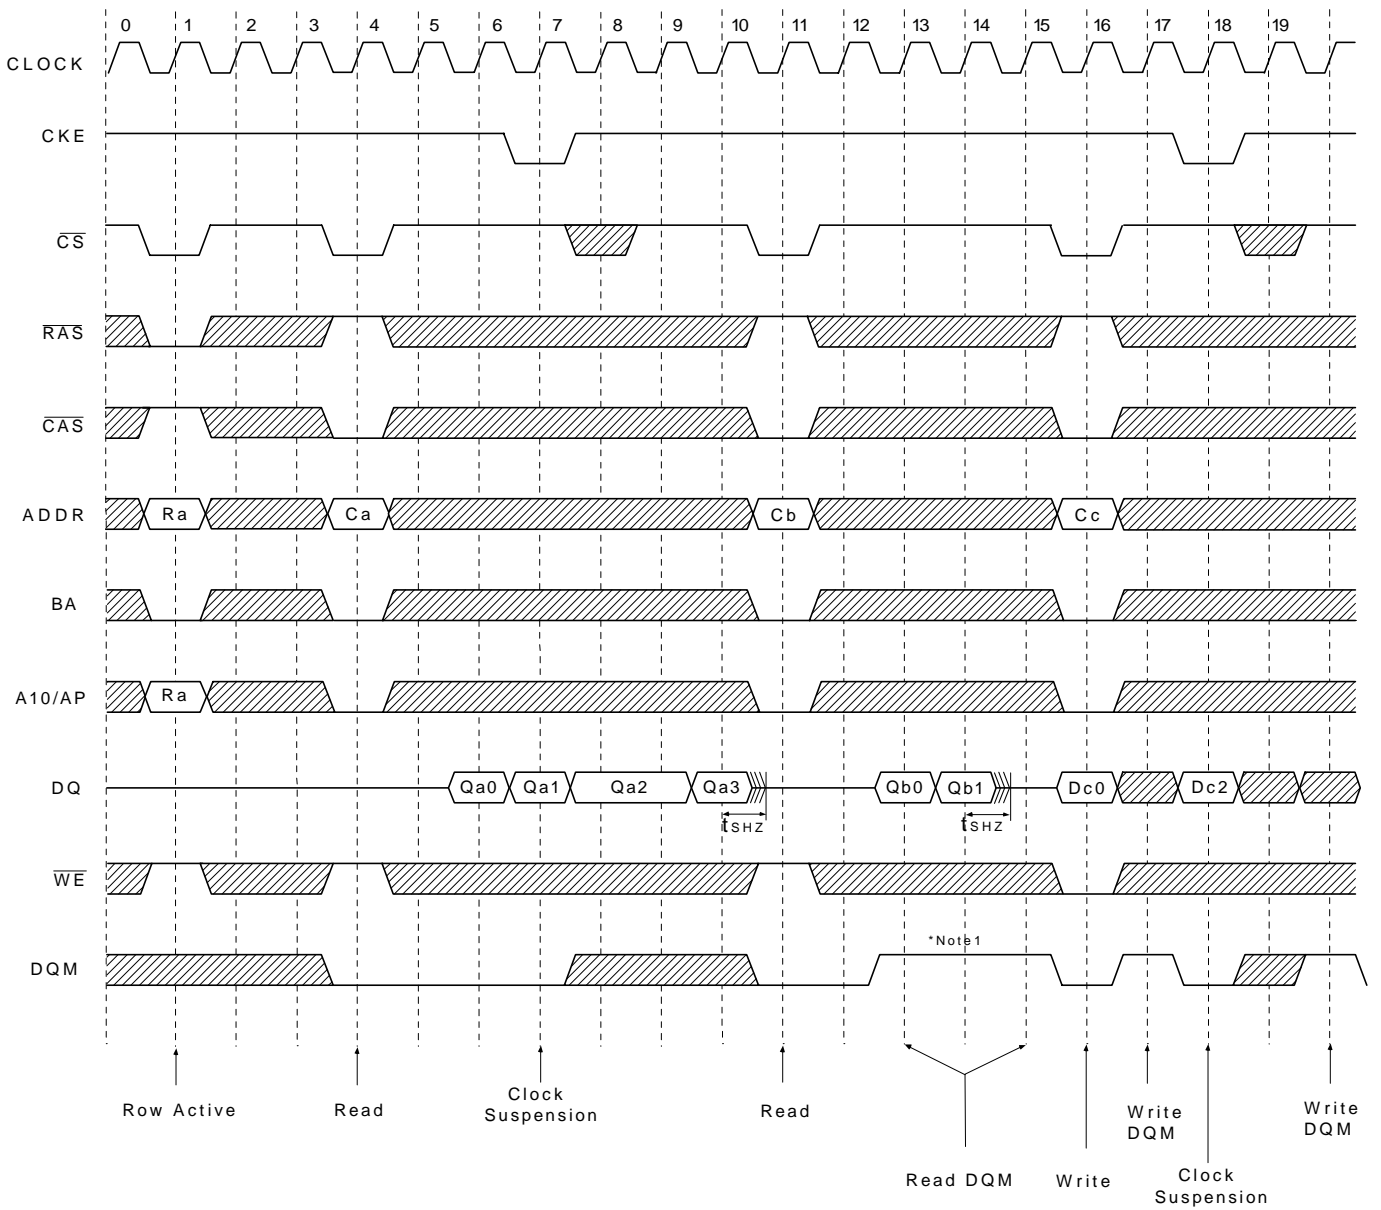 0 1 2 3 4 5 6 7 8 9 10 11 12 13 14 15 16 17 18 19
CLOCK
CKE
CS
RAS
CAS
ADDR Ra Ca Cb Cc
BA
A10/AP Ra
DQ Qa0 Qa1 Qa2 Qa3 Qb0 Qb1 Dc0 Dc2
tSHZ tSHZ
WE
*Note1
DQM
Row Active Read Clock Suspension Read Write DQM Write DQM
Read DQM Write Clock Suspension